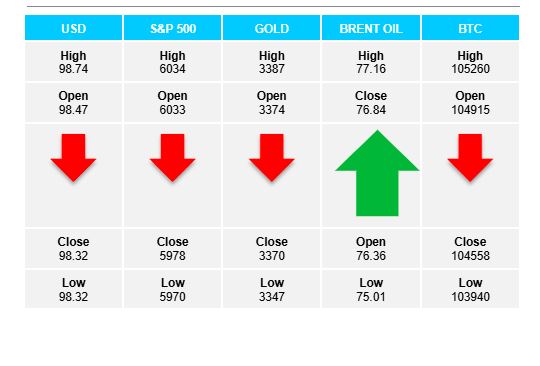 USD S&P 500 GOLD BRENT OIL BTC
High High High High High
98.74 6034 3387 77.16 105260
Open Open Open Close Open
98.47 6033 3374 76.84 104915
Close Close Close Open Close
98.32 5978 3370 76.36 104558
Low Low Low Low Low
98.32 5970 3347 75.01 103940